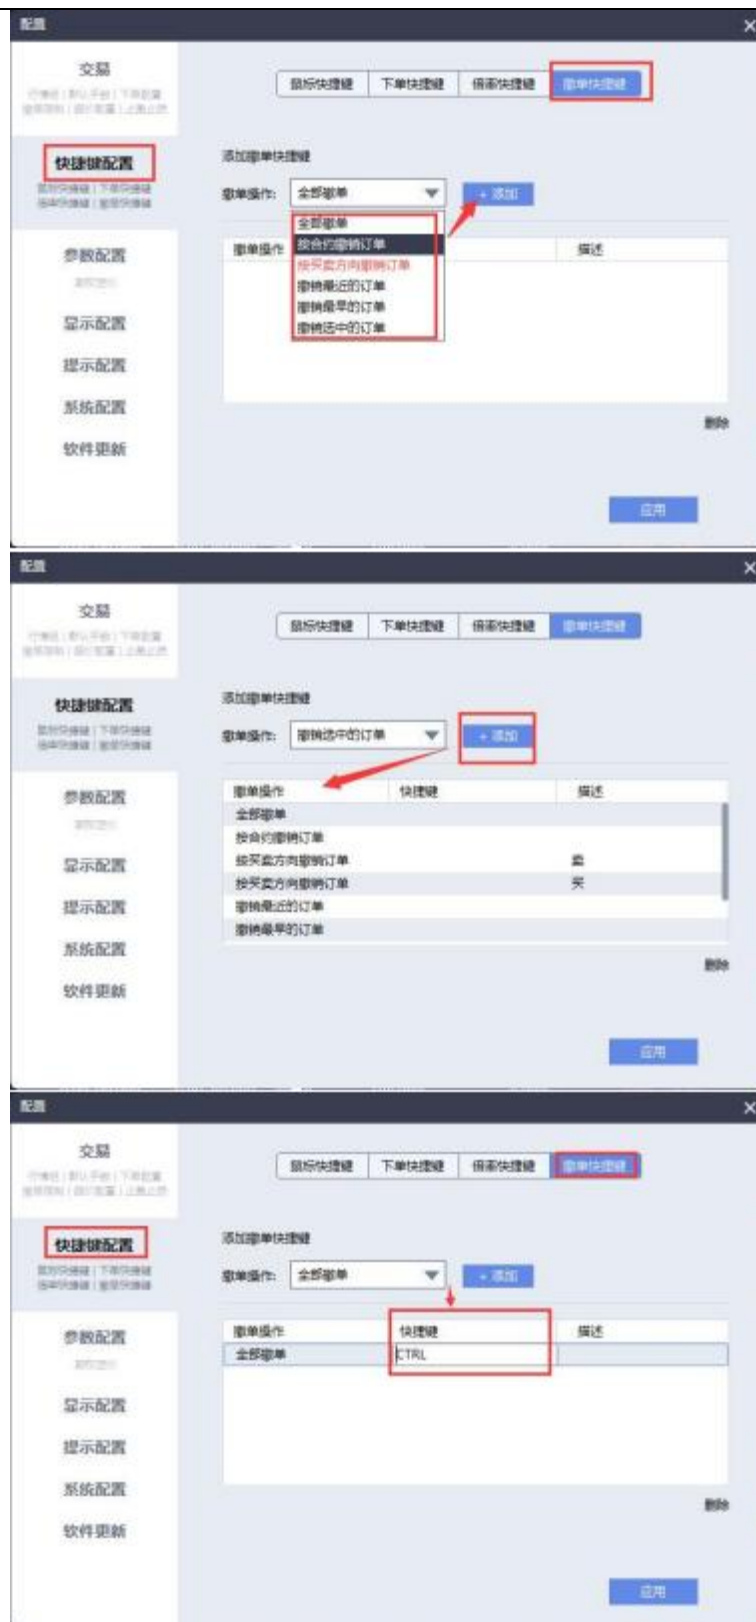 配置
交易
鼠标快捷键 下单快捷键 倍率快捷键 撤单快捷键
快捷键配置
添加撤单快捷键
撤单操作: 全部撤单 + 添加
全部撤单
撤单操作 按合约撤销订单 描述
按买卖方向撤销订单
撤销最近的订单
撤销最早的订单
撤销选中的订单
参数配置
显示配置
提示配置
系统配置
软件更新
删除
应用
配置
交易
鼠标快捷键 下单快捷键 倍率快捷键 撤单快捷键
快捷键配置
添加撤单快捷键
撤单操作: 撤销选中的订单 + 添加
撤单操作 快捷键 描述
全部撤单
按合约撤销订单
按买卖方向撤销订单 卖
按买卖方向撤销订单 买
撤销最近的订单
撤销最早的订单
参数配置
显示配置
提示配置
系统配置
软件更新
删除
应用
配置
交易
鼠标快捷键 下单快捷键 倍率快捷键 撤单快捷键
快捷键配置
添加撤单快捷键
撤单操作: 全部撤单 + 添加
撤单操作 快捷键 描述
全部撤单 CTRL
参数配置
显示配置
提示配置
系统配置
软件更新
删除
应用